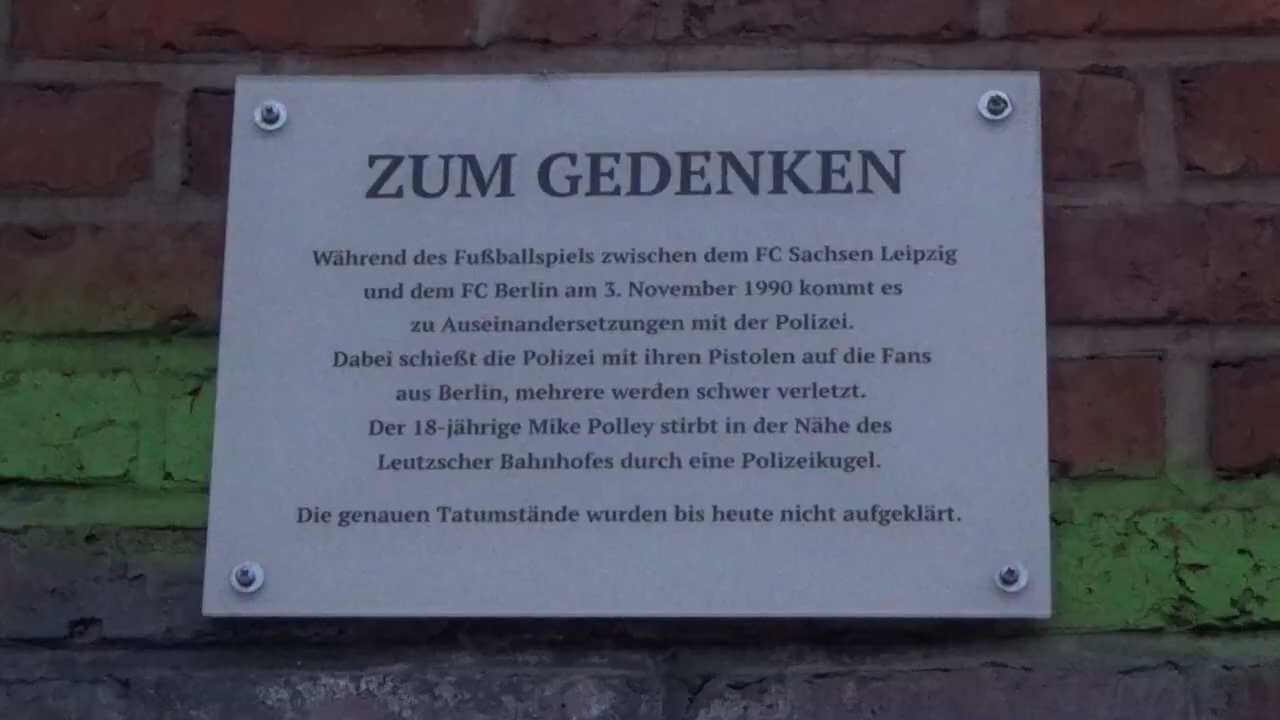 ZUM GEDENKEN
Während des Fußballspiels zwischen dem FC Sachsen Leipzig
und dem FC Berlin am 3. November 1990 kommt es
zu Auseinandersetzungen mit der Polizei.
Dabei schießt die Polizei mit ihren Pistolen auf die Fans
aus Berlin, mehrere werden schwer verletzt.
Der 18-jährige Mike Polley stirbt in der Nähe des
Leutzscher Bahnhofes durch eine Polizeikugel.
Die genauen Tatumstände wurden bis heute nicht aufgeklärt.